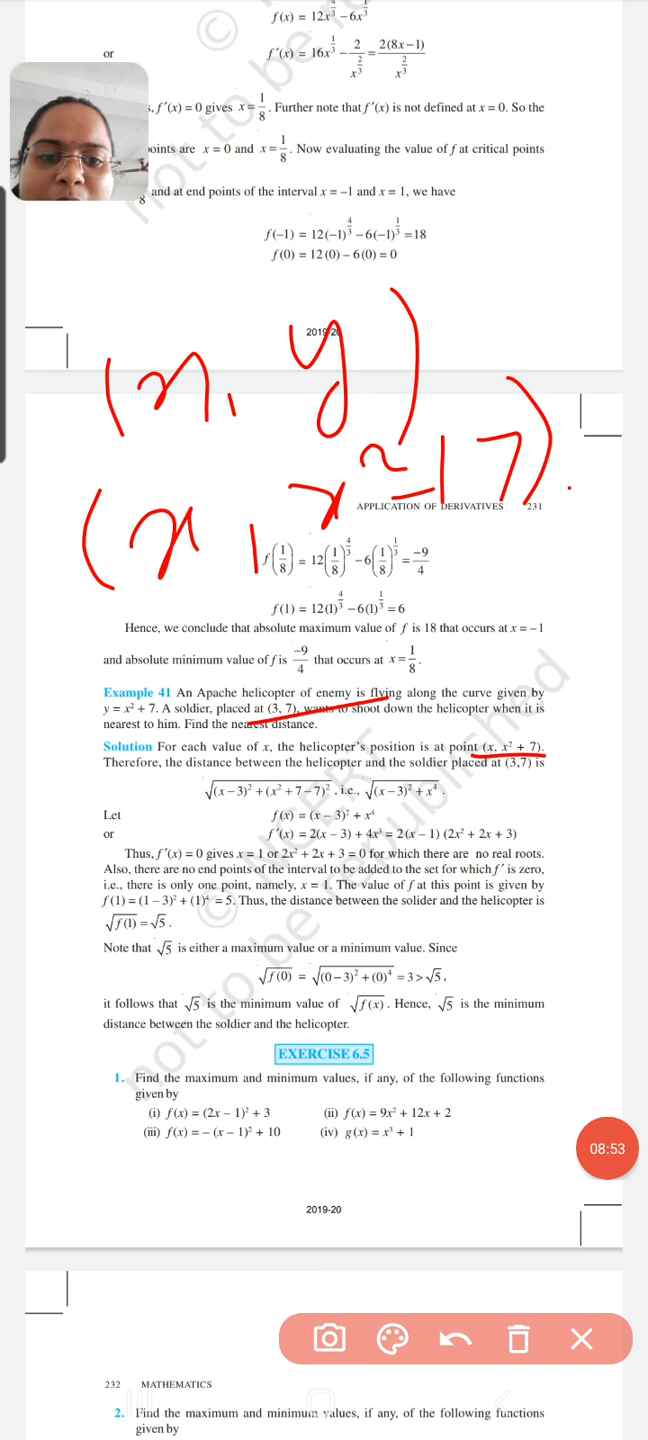 f(x) = 12x^{4/3} − 6x^{1/3}
or f ′(x) = 16x^{1/3} − 2/x^{2/3} = 2(8x−1)/x^{2/3}
s, f ′(x) = 0 gives x = 1/8. Further note that f ′(x) is not defined at x = 0. So the
points are x = 0 and x = 1/8. Now evaluating the value of f at critical points
8 and at end points of the interval x = −1 and x = 1, we have
f(−1) = 12(−1)^{4/3} − 6(−1)^{1/3} = 18
f(0) = 12(0) − 6(0) = 0
2019-20
(x, y)
(x, x² + 7).
APPLICATION OF DERIVATIVES 231
f(1/8) = 12(1/8)^{4/3} − 6(1/8)^{1/3} = −9/4
f(1) = 12(1)^{4/3} − 6(1)^{1/3} = 6
Hence, we conclude that absolute maximum value of f is 18 that occurs at x = −1
and absolute minimum value of f is −9/4 that occurs at x = 1/8.
Example 41 An Apache helicopter of enemy is flying along the curve given by
y = x² + 7. A soldier, placed at (3, 7), wants to shoot down the helicopter when it is
nearest to him. Find the nearest distance.
Solution For each value of x, the helicopter's position is at point (x, x² + 7).
Therefore, the distance between the helicopter and the soldier placed at (3,7) is
√((x−3)² + (x² + 7 − 7)²), i.e., √((x−3)² + x⁴).
Let f(x) = (x − 3)² + x⁴
or f ′(x) = 2(x − 3) + 4x³ = 2(x − 1) (2x² + 2x + 3)
Thus, f ′(x) = 0 gives x = 1 or 2x² + 2x + 3 = 0 for which there are no real roots.
Also, there are no end points of the interval to be added to the set for which f ′ is zero,
i.e., there is only one point, namely, x = 1. The value of f at this point is given by
f(1) = (1 − 3)² + (1)⁴ = 5. Thus, the distance between the solider and the helicopter is
√f(1) = √5.
Note that √5 is either a maximum value or a minimum value. Since
√f(0) = √((0−3)² + (0)⁴) = 3 > √5,
it follows that √5 is the minimum value of √f(x). Hence, √5 is the minimum
distance between the soldier and the helicopter.
EXERCISE 6.5
1. Find the maximum and minimum values, if any, of the following functions
given by
(i) f(x) = (2x − 1)² + 3 (ii) f(x) = 9x² + 12x + 2
(iii) f(x) = − (x − 1)² + 10 (iv) g(x) = x³ + 1
08:53
2019-20
232 MATHEMATICS
2. Find the maximum and minimum values, if any, of the following functions
given by
© NCERT
not to be republished